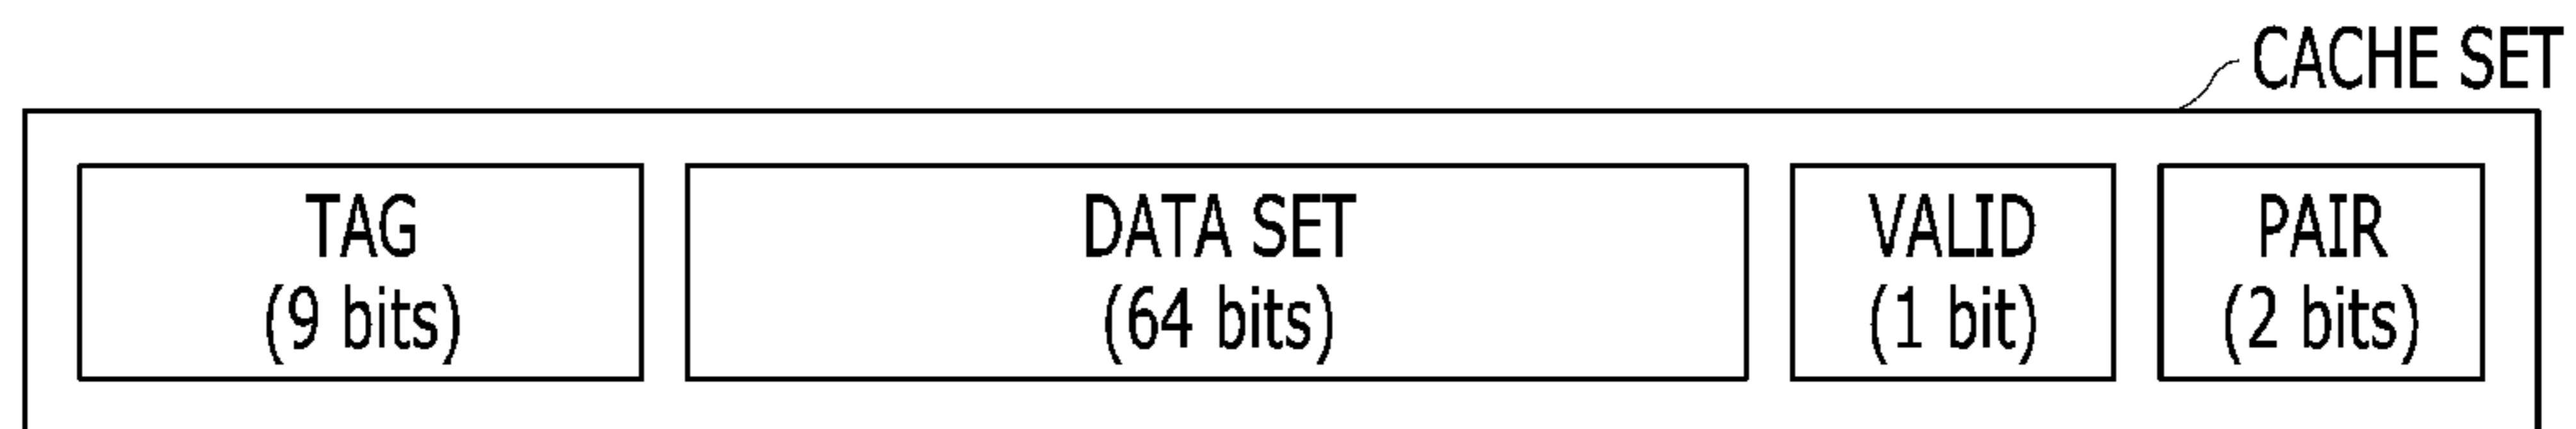 CACHE SET
TAG
(9 bits)
DATA SET
(64 bits)
VALID
(1 bit)
PAIR
(2 bits)